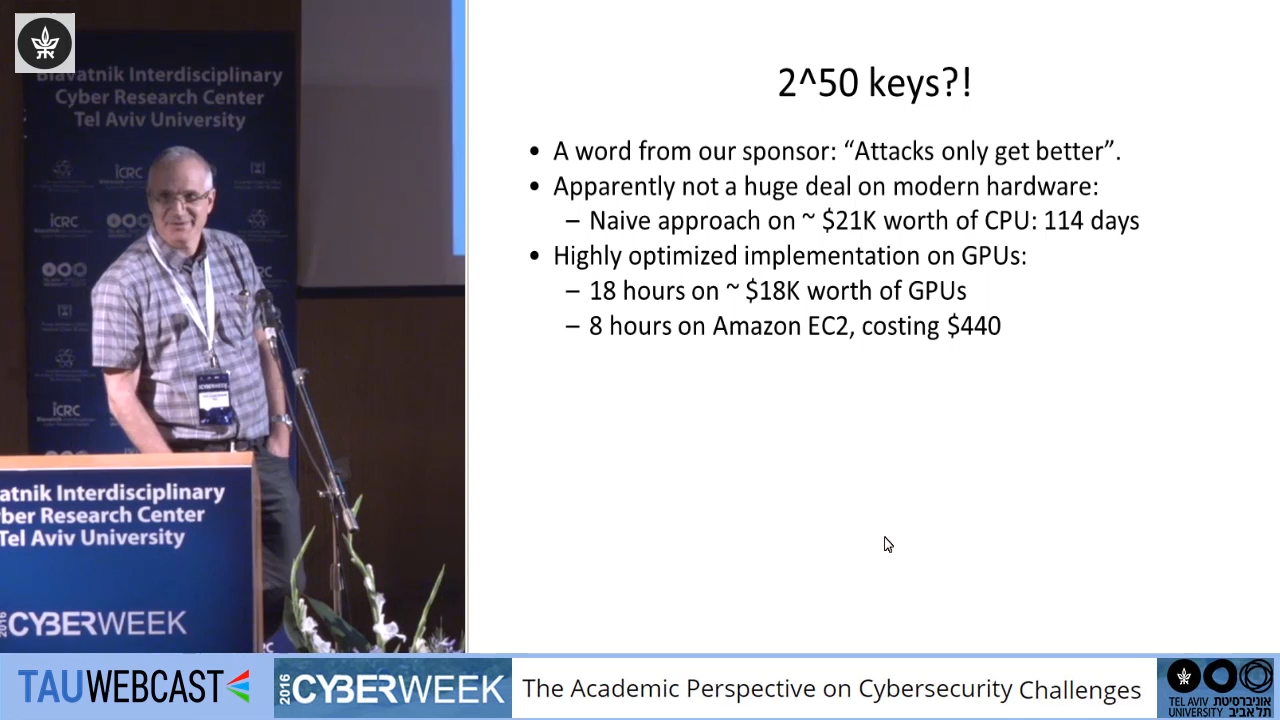 Blavatnik Interdisciplinary
Cyber Research Center
Tel Aviv University
iCRC
iCRC
iCRC
CYBERWEEK
atnik Interdisciplinary
ber Research Center
Tel Aviv University
2016 CYBERWEEK
2^50 keys?!
• A word from our sponsor: “Attacks only get better”.
• Apparently not a huge deal on modern hardware:
– Naive approach on ~ $21K worth of CPU: 114 days
• Highly optimized implementation on GPUs:
– 18 hours on ~ $18K worth of GPUs
– 8 hours on Amazon EC2, costing $440
TAUWEBCAST
2016 CYBERWEEK
The Academic Perspective on Cybersecurity Challenges
TEL AVIV אוניברסיטת
UNIVERSITY תל אביב